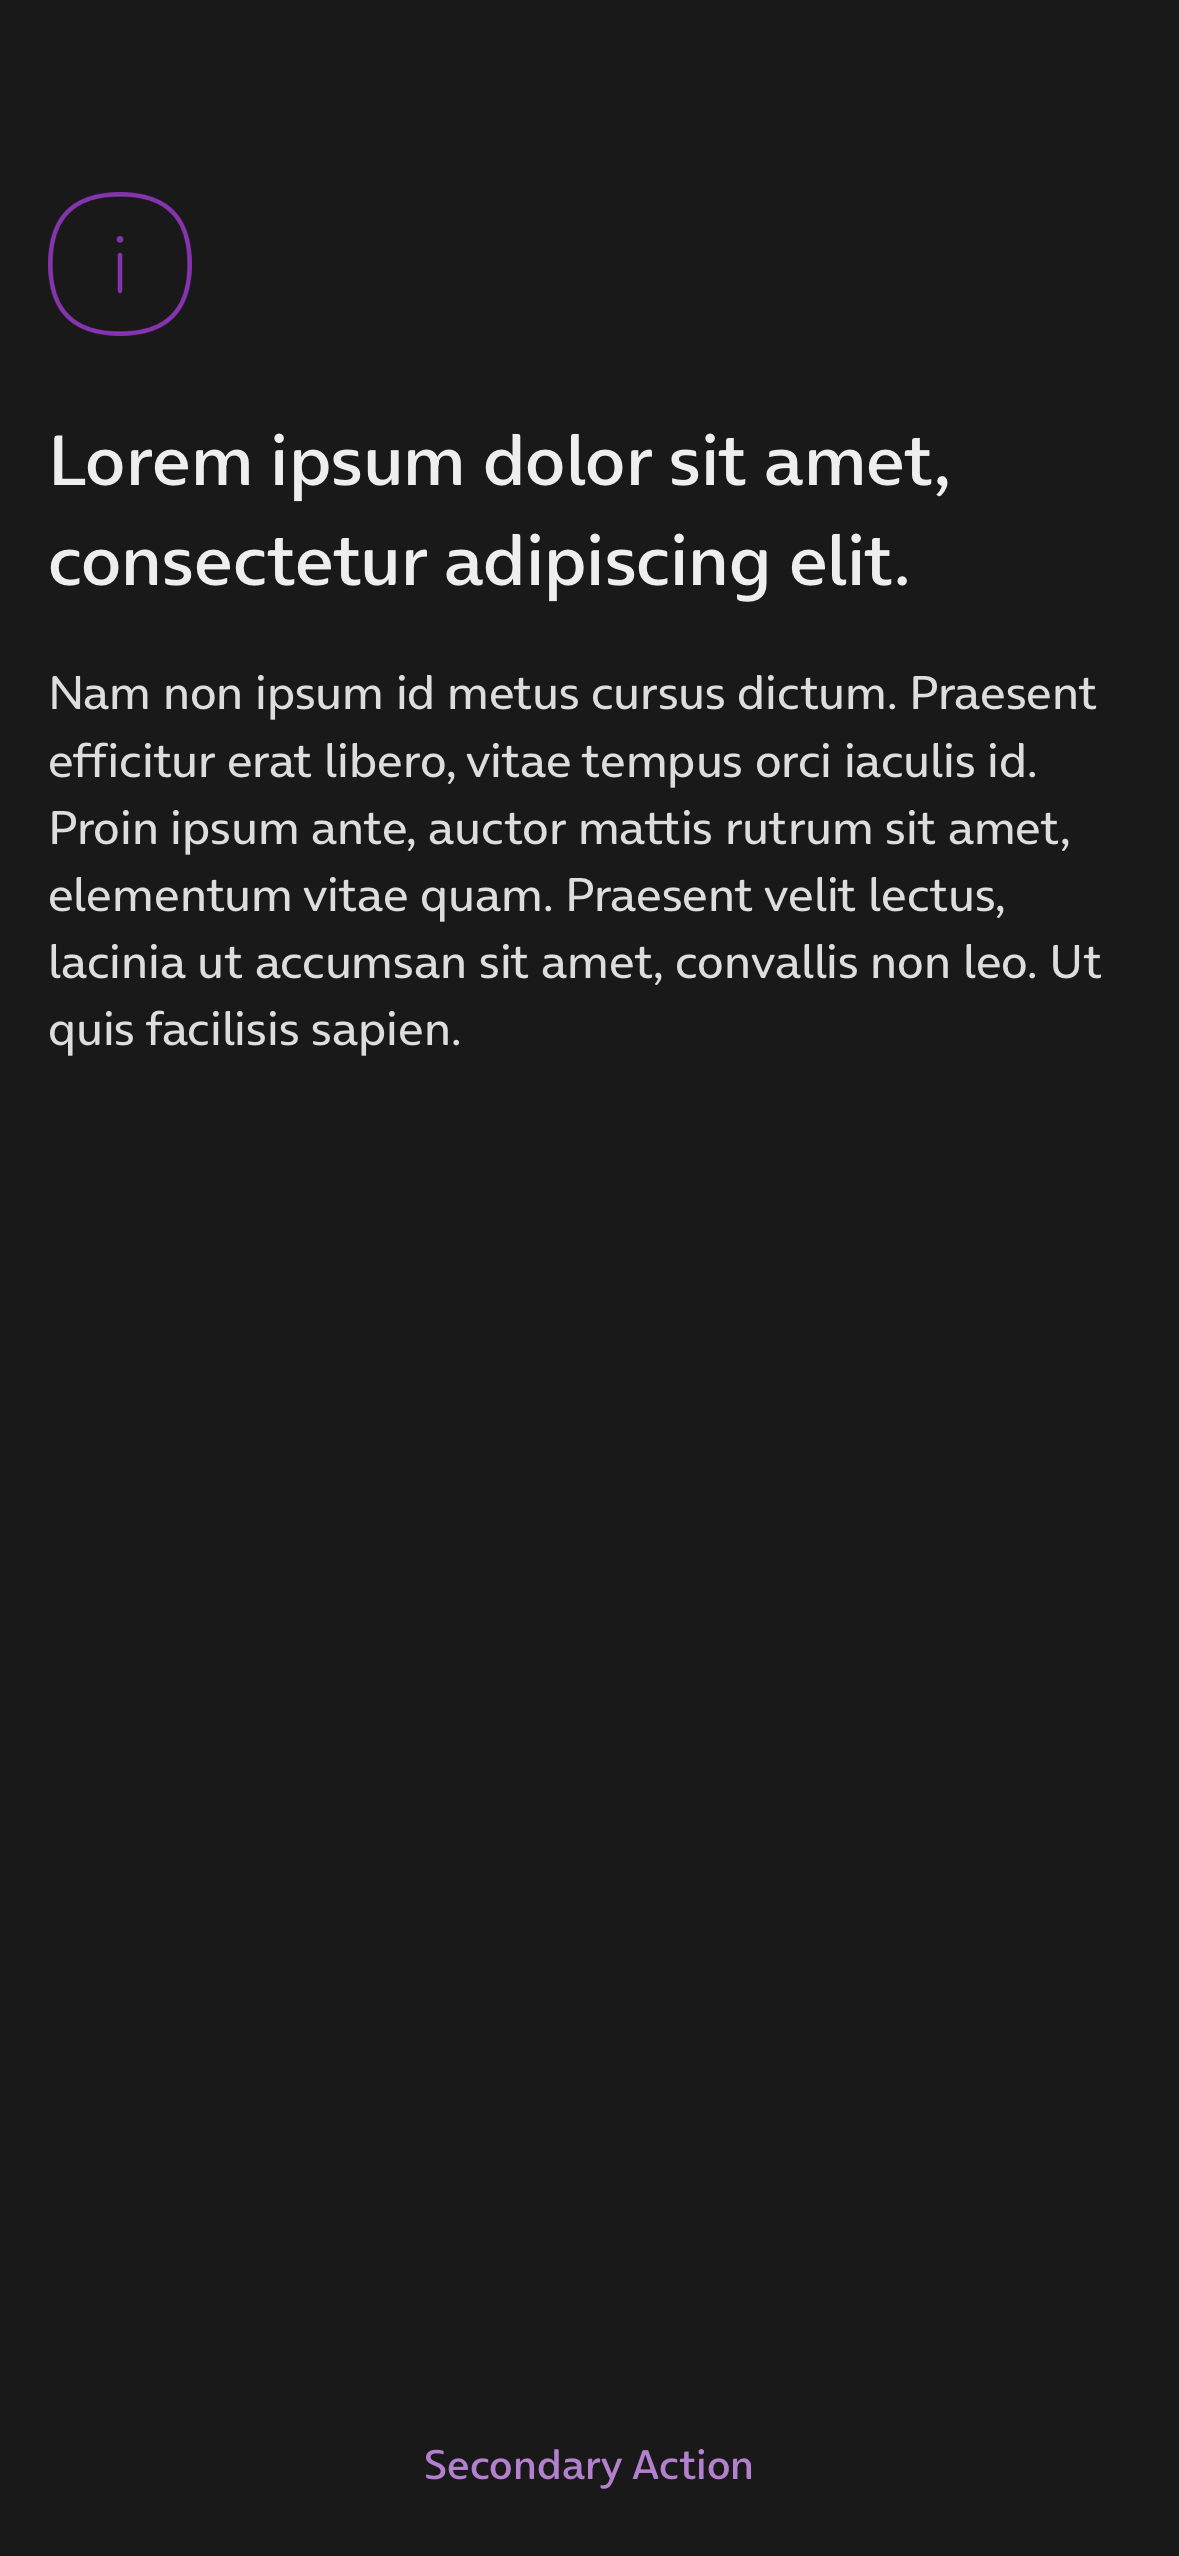 Lorem ipsum dolor sit amet,
consectetur adipiscing elit.
Nam non ipsum id metus cursus dictum. Praesent
efficitur erat libero, vitae tempus orci iaculis id.
Proin ipsum ante, auctor mattis rutrum sit amet,
elementum vitae quam. Praesent velit lectus,
lacinia ut accumsan sit amet, convallis non leo. Ut
quis facilisis sapien.
Secondary Action